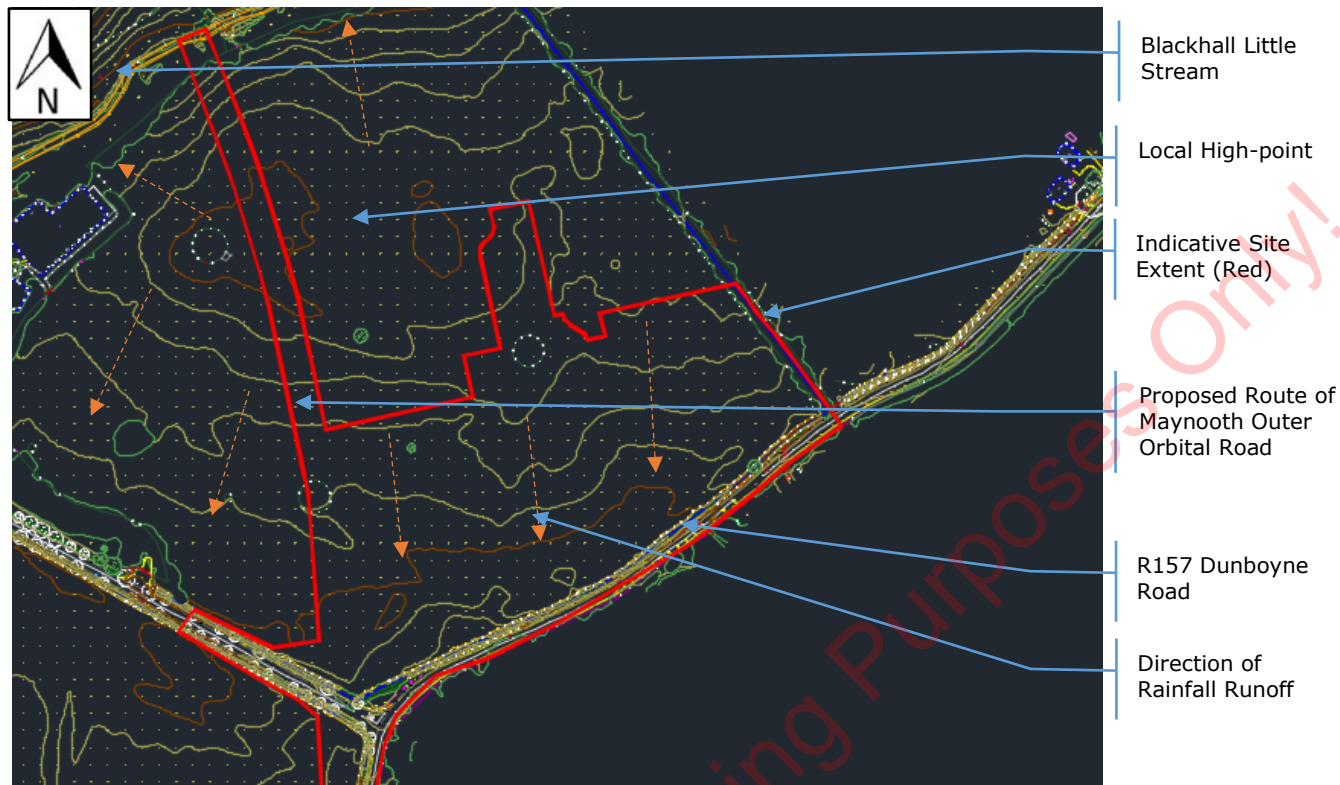 N
Blackhall Little
Stream
Local High-point
Indicative Site
Extent (Red)
Proposed Route of
Maynooth Outer
Orbital Road
R157 Dunboyne
Road
Direction of
Rainfall Runoff
ing Purposes Only!